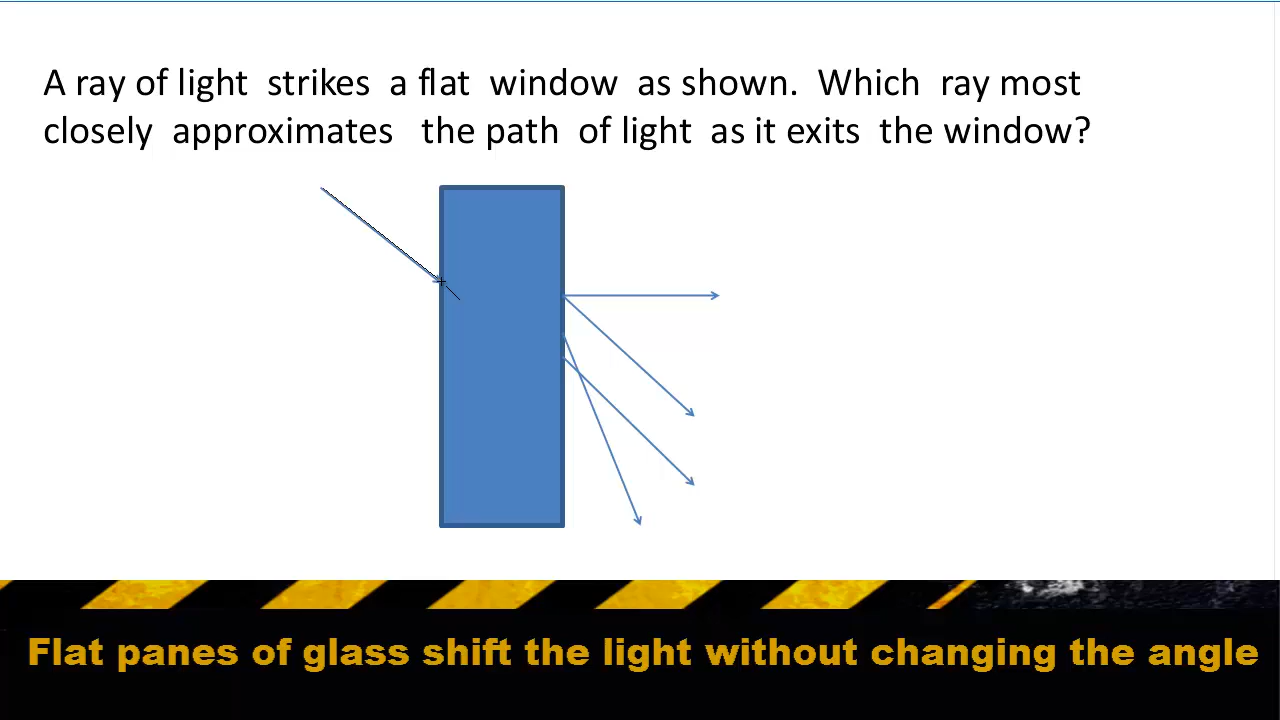 A ray of light strikes a flat window as shown. Which ray most
closely approximates the path of light as it exits the window?
Flat panes of glass shift the light without changing the angle